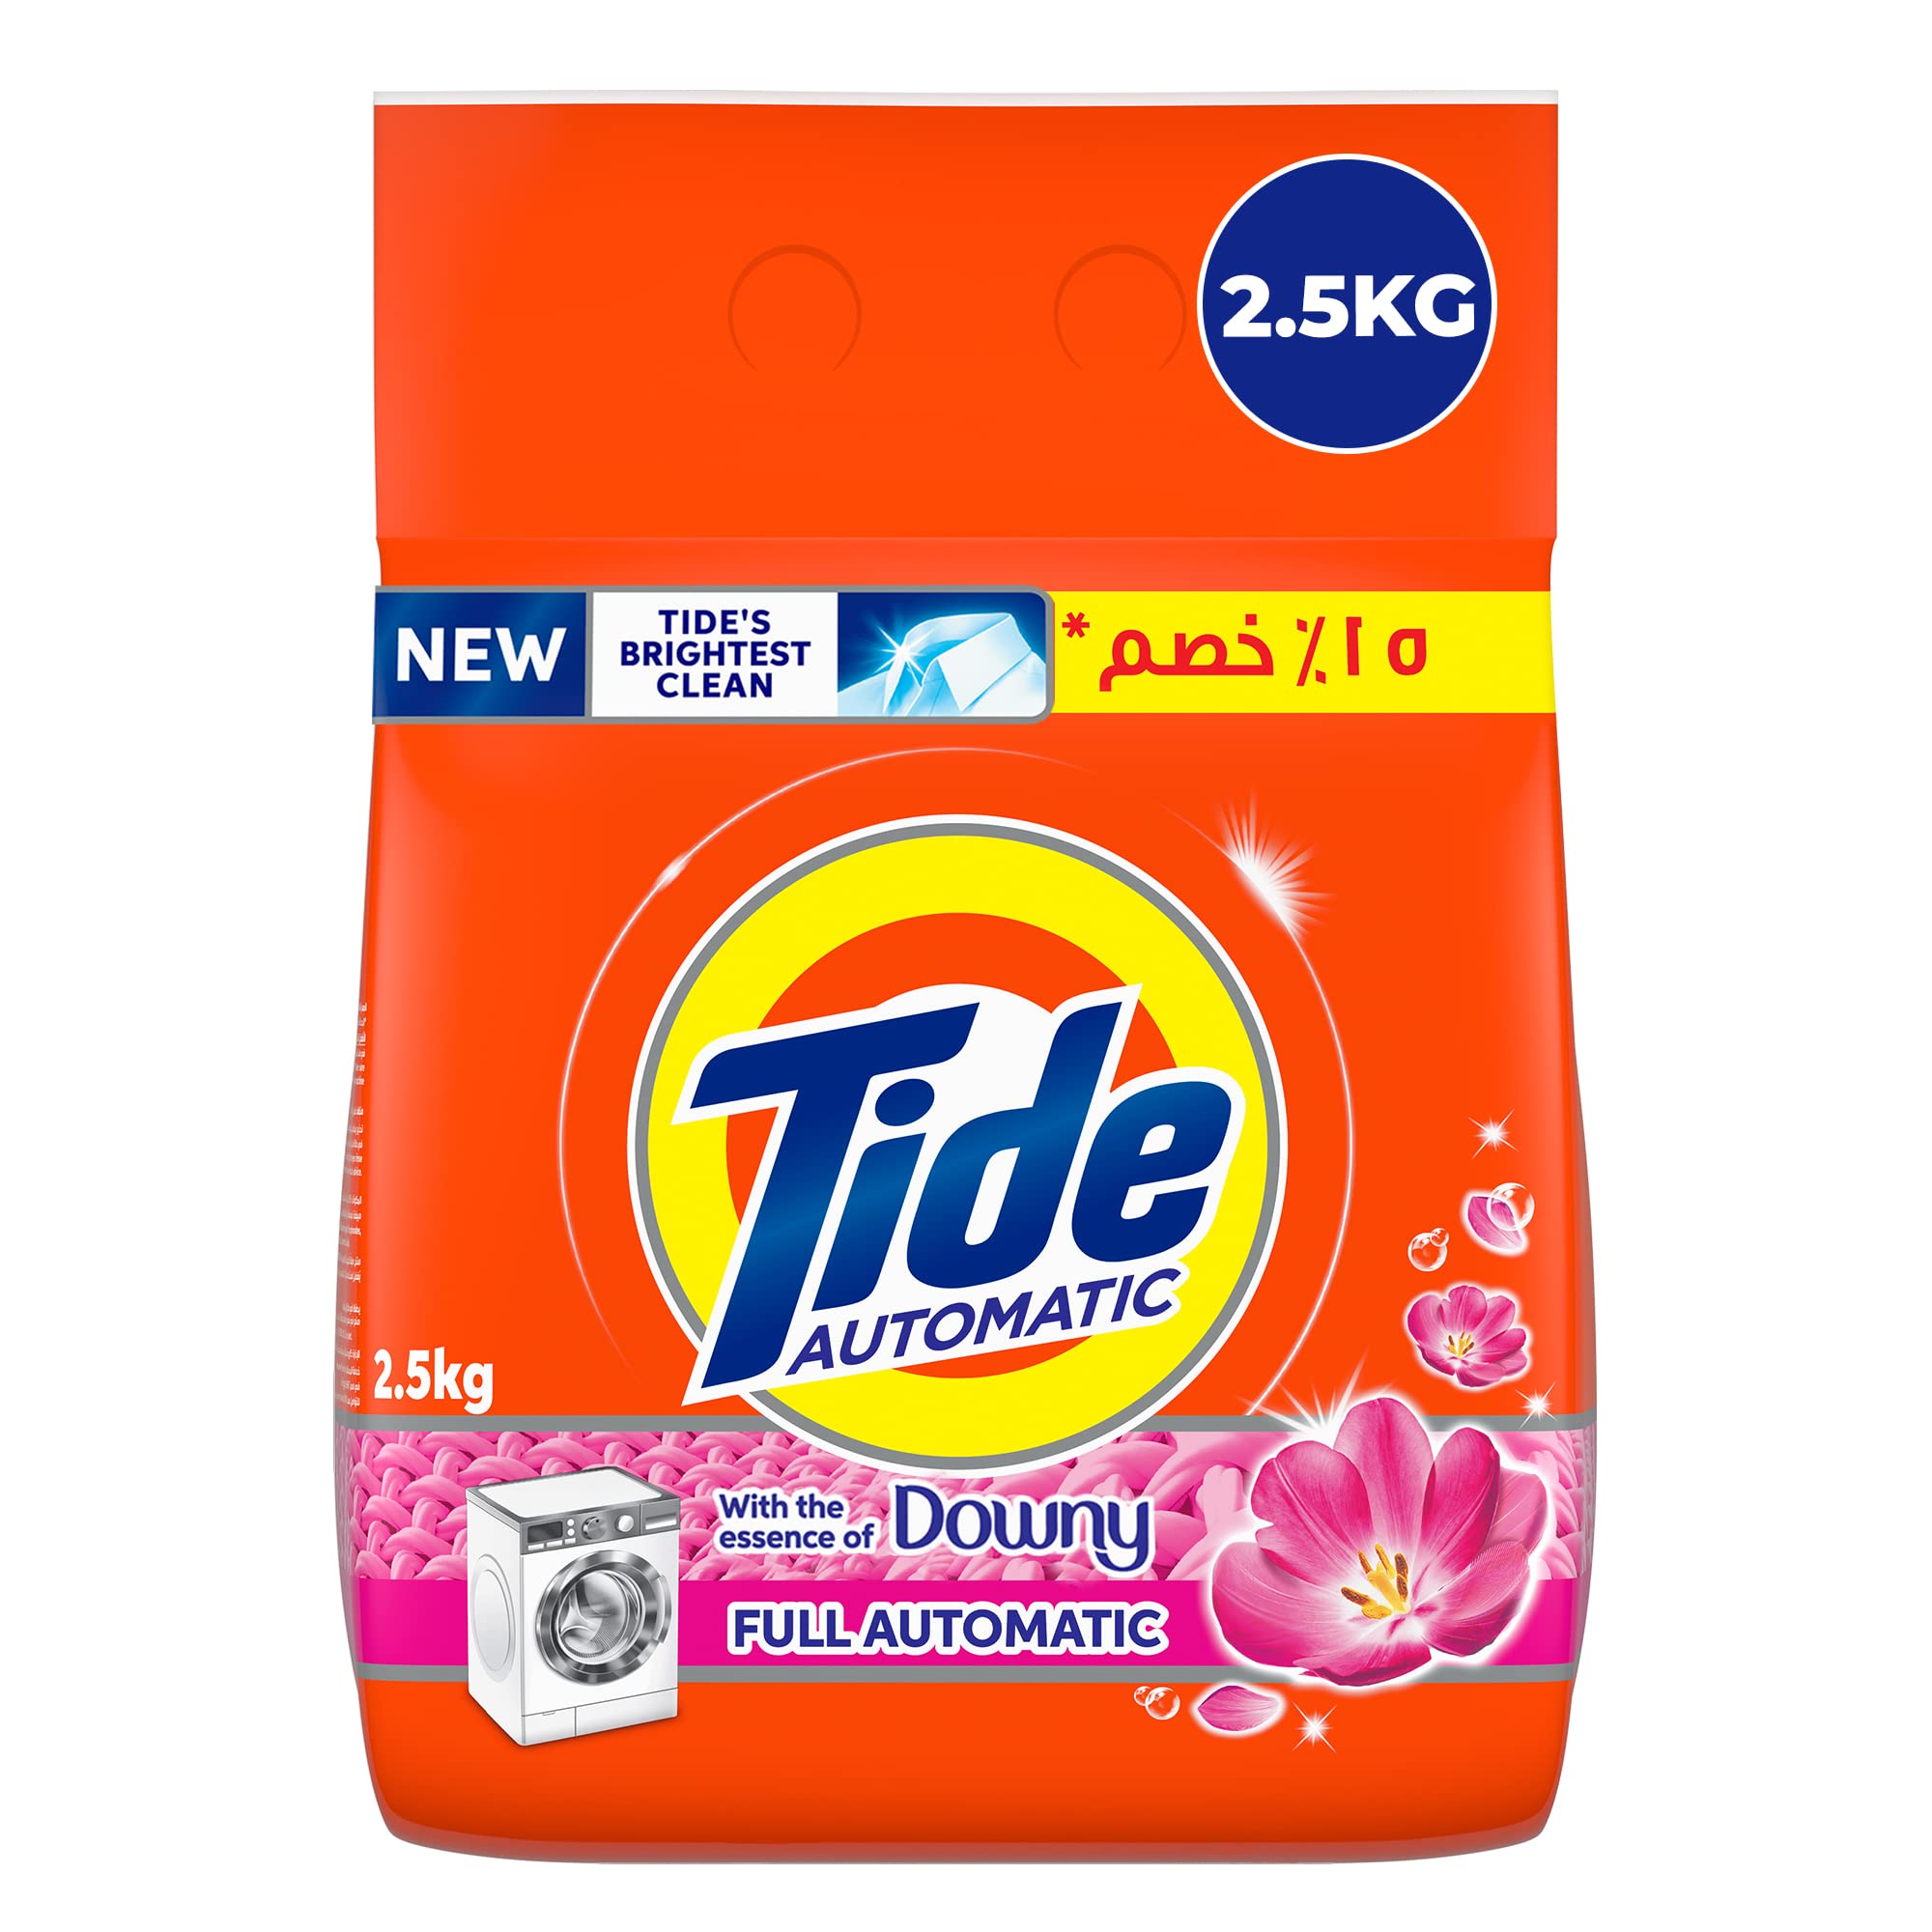 2.5KG
NEW
TIDE'S
BRIGHTEST
CLEAN
١٥٪ خصم*
Tide
AUTOMATIC
2.5kg
With the
essence of
Downy
FULL AUTOMATIC